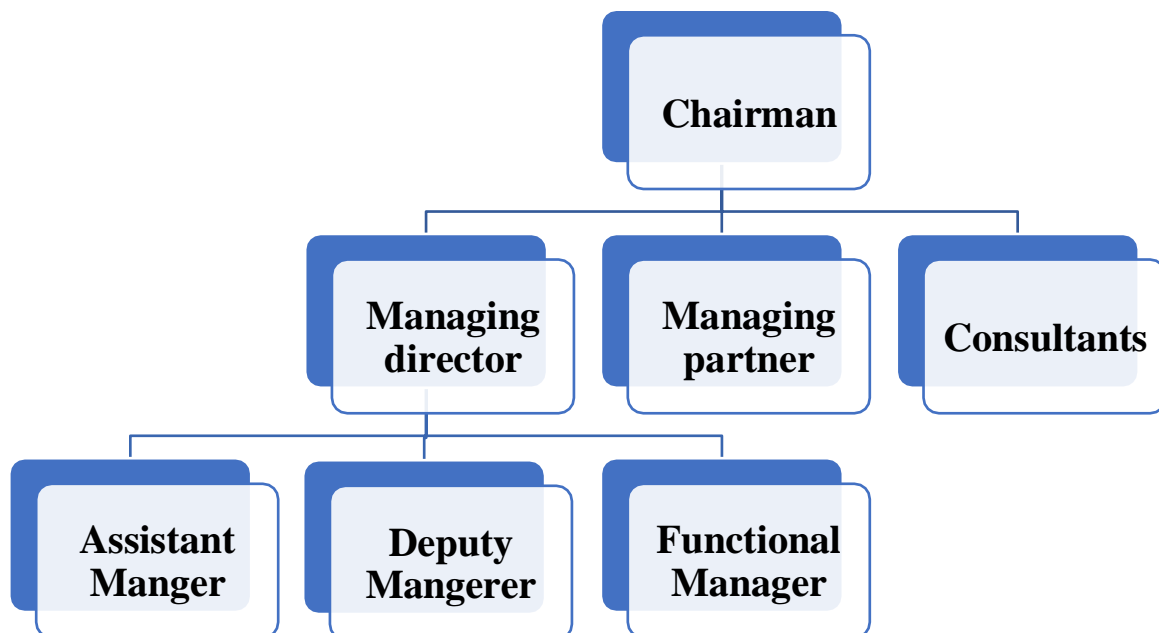 Chairman
Managing
director
Managing
partner
Consultants
Assistant
Manger
Deputy
Mangerer
Functional
Manager